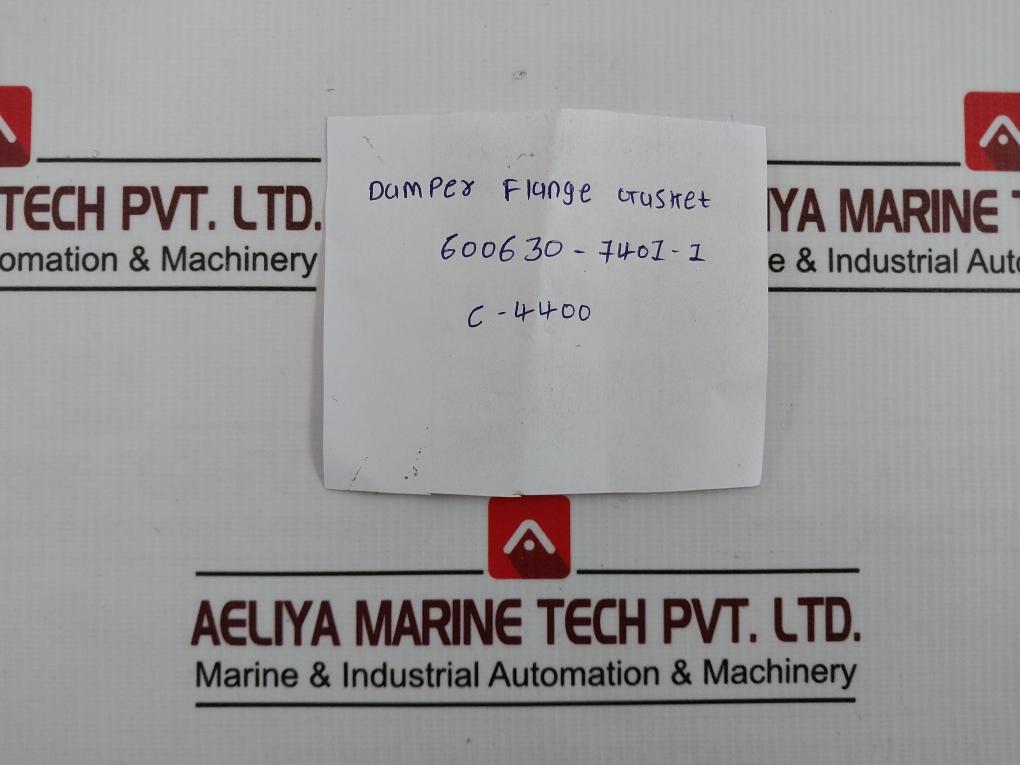 TECH PVT. LTD.
omation & Machinery
Damper Flange Gasket
600630-7401-1
C-4400
IYA MARINE T
e & Industrial Auto
AELIYA MARINE TECH PVT. LTD.
Marine & Industrial Automation & Machinery